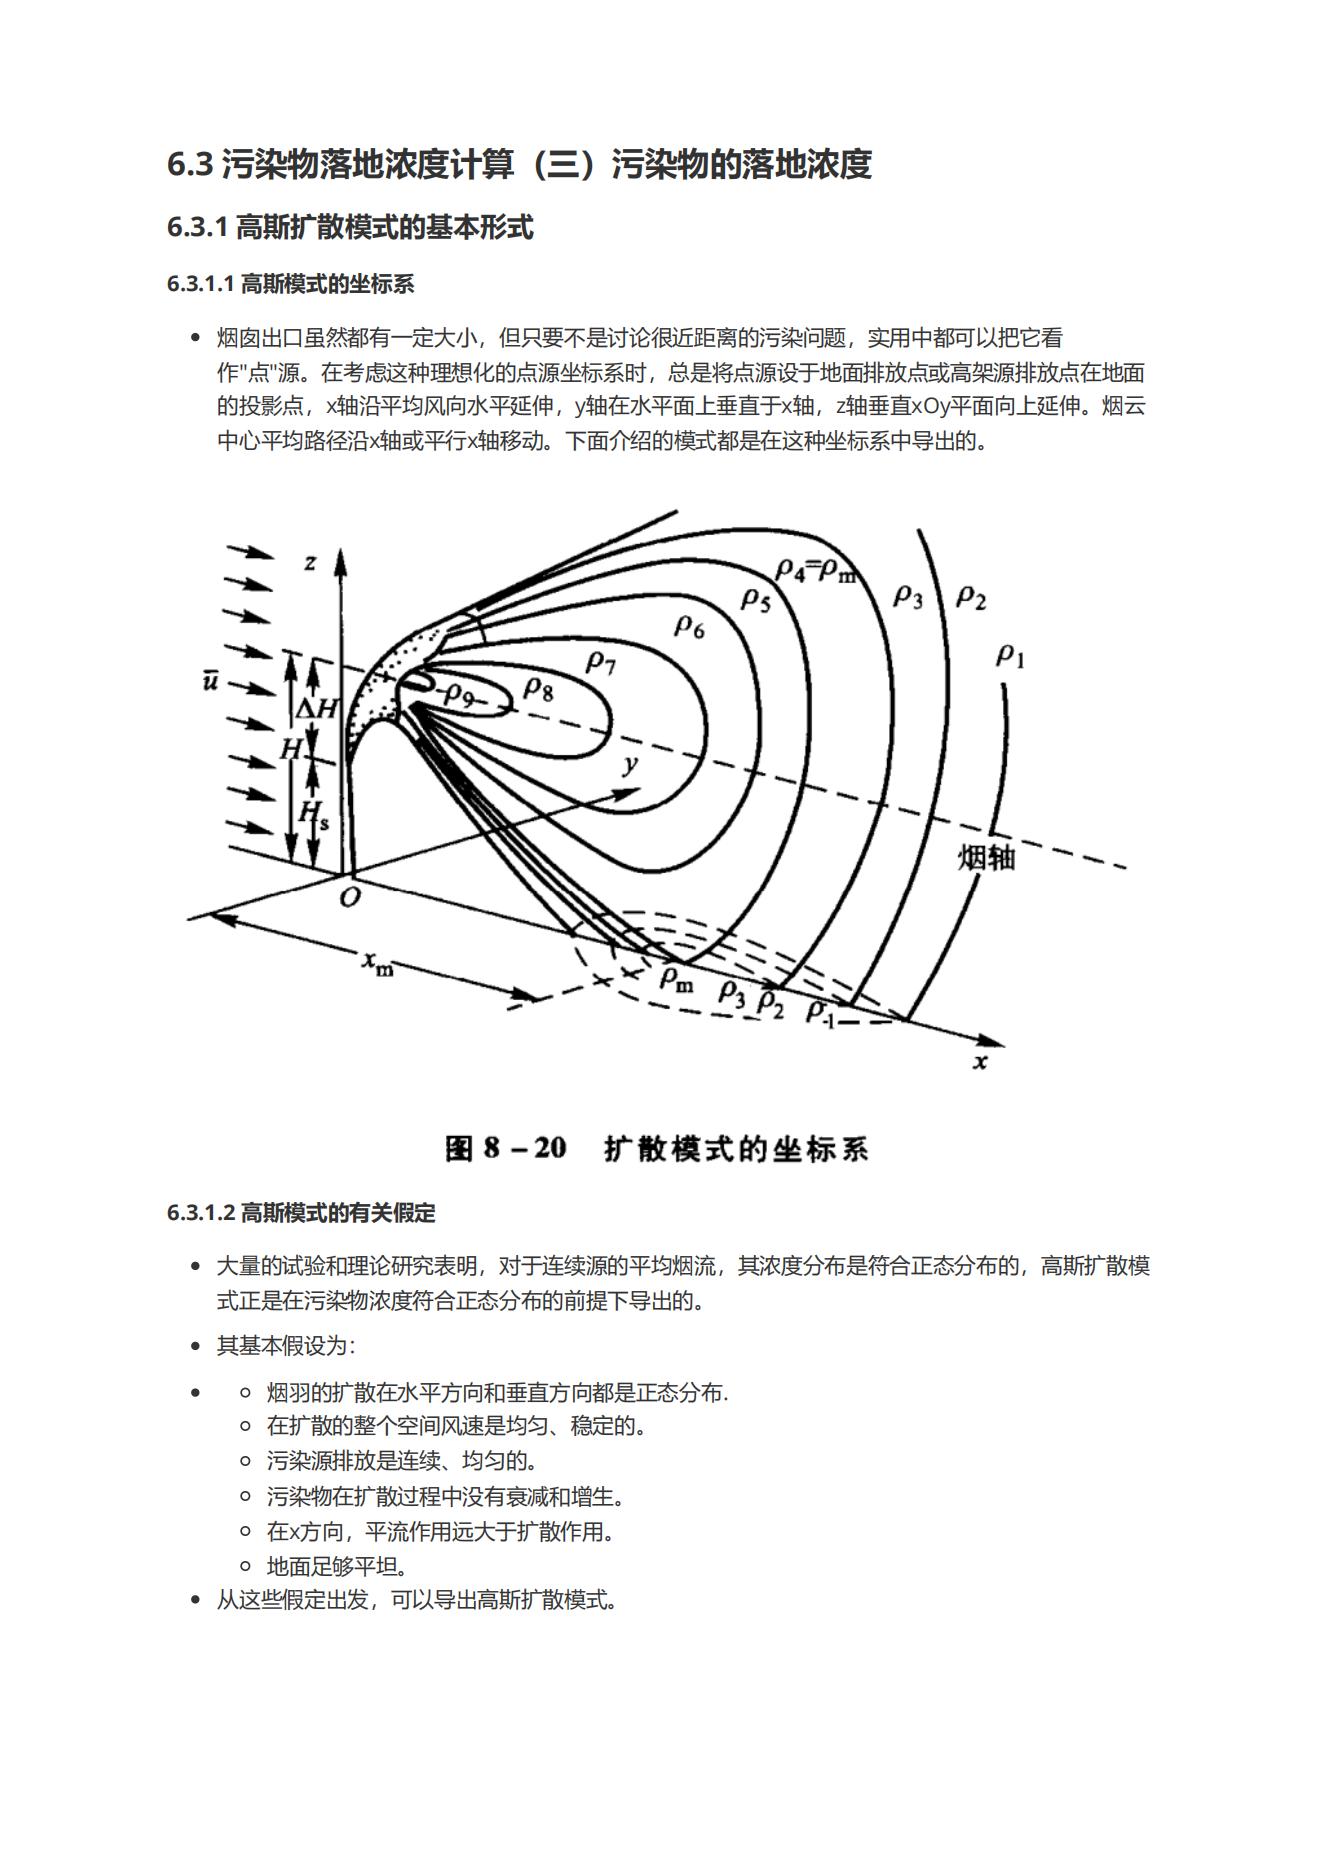 6.3 污染物落地浓度计算（三）污染物的落地浓度
6.3.1 高斯扩散模式的基本形式
6.3.1.1 高斯模式的坐标系
烟囱出口虽然都有一定大小，但只要不是讨论很近距离的污染问题，实用中都可以把它看
作"点"源。在考虑这种理想化的点源坐标系时，总是将点源设于地面排放点或高架源排放点在地面
的投影点，x轴沿平均风向水平延伸，y轴在水平面上垂直于x轴，z轴垂直xOy平面向上延伸。烟云
中心平均路径沿x轴或平行x轴移动。下面介绍的模式都是在这种坐标系中导出的。
z
ρ4=ρm
ρ5
ρ3
ρ2
ρ6
ρ1
ρ7
u̅
ρ9
ρ8
ΔH
H
y
Hs
烟轴
O
xm
ρm
ρ3
ρ2
ρ1
x
图 8－20 扩散模式的坐标系
6.3.1.2 高斯模式的有关假定
大量的试验和理论研究表明，对于连续源的平均烟流，其浓度分布是符合正态分布的，高斯扩散模
式正是在污染物浓度符合正态分布的前提下导出的。
其基本假设为：
烟羽的扩散在水平方向和垂直方向都是正态分布.
在扩散的整个空间风速是均匀、稳定的。
污染源排放是连续、均匀的。
污染物在扩散过程中没有衰减和增生。
在x方向，平流作用远大于扩散作用。
地面足够平坦。
从这些假定出发，可以导出高斯扩散模式。